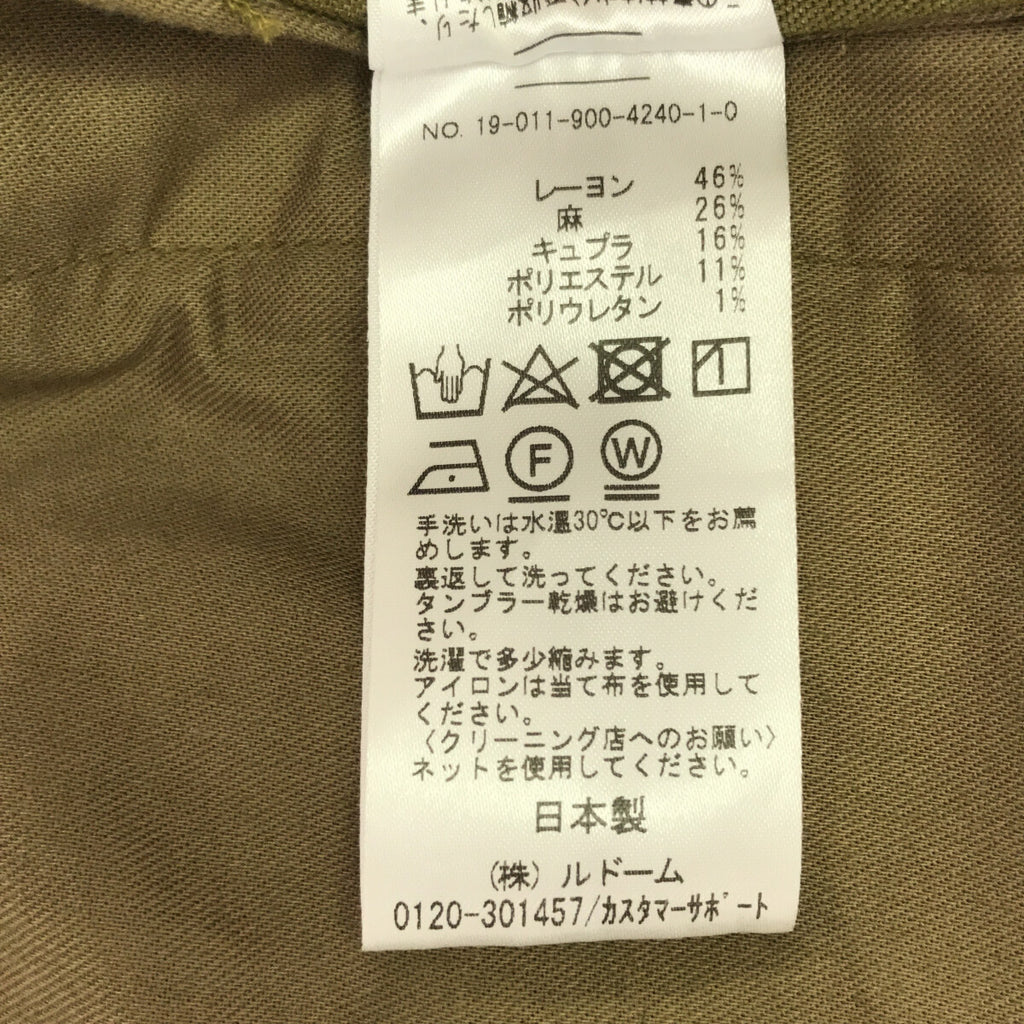 NO. 19-011-900-4240-1-0
レーヨン 46%
麻 26%
キュプラ 16%
ポリエステル 11%
ポリウレタン 1%
F W
手洗いは水温30℃以下をお薦
めします。
裏返して洗ってください。
タンブラー乾燥はお避けくだ
さい。
洗濯で多少縮みます。
アイロンは当て布を使用して
ください。
〈クリーニング店へのお願い〉
ネットを使用してください。
日本製
(株) ルドーム
0120-301457/カスタマーサポート